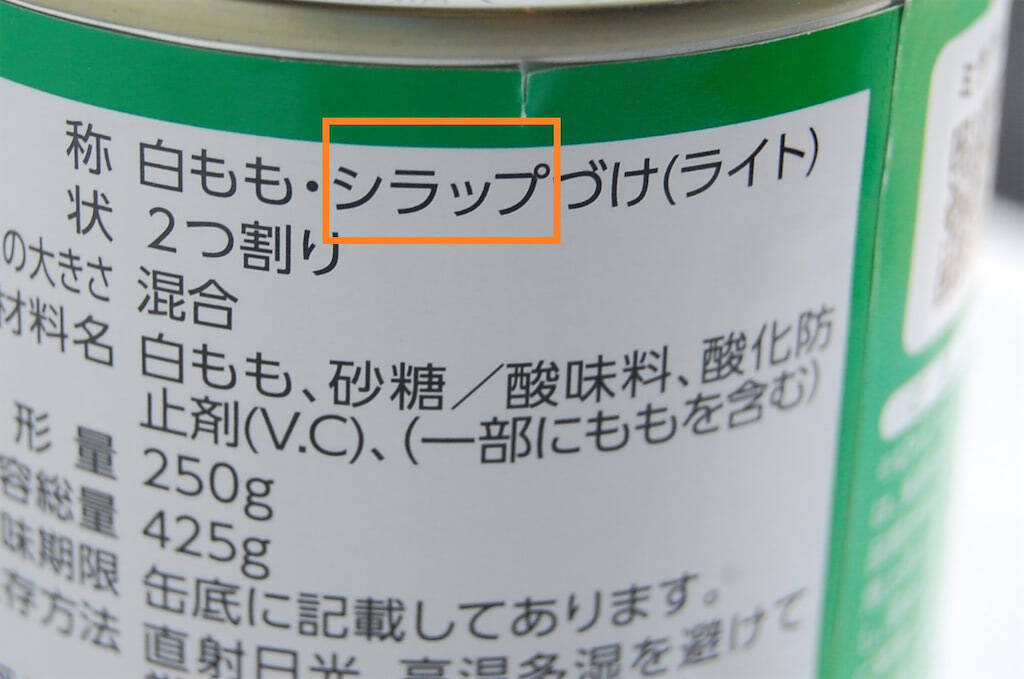 称 白もも・シラップづけ(ライト)
状 2つ割り
の大きさ 混合
材料名 白もも、砂糖／酸味料、酸化防
止剤(V.C)、(一部にももを含む)
形量 250g
容総量 425g
味期限 缶底に記載してあります。
存方法 直射日光、高温多湿を避けて